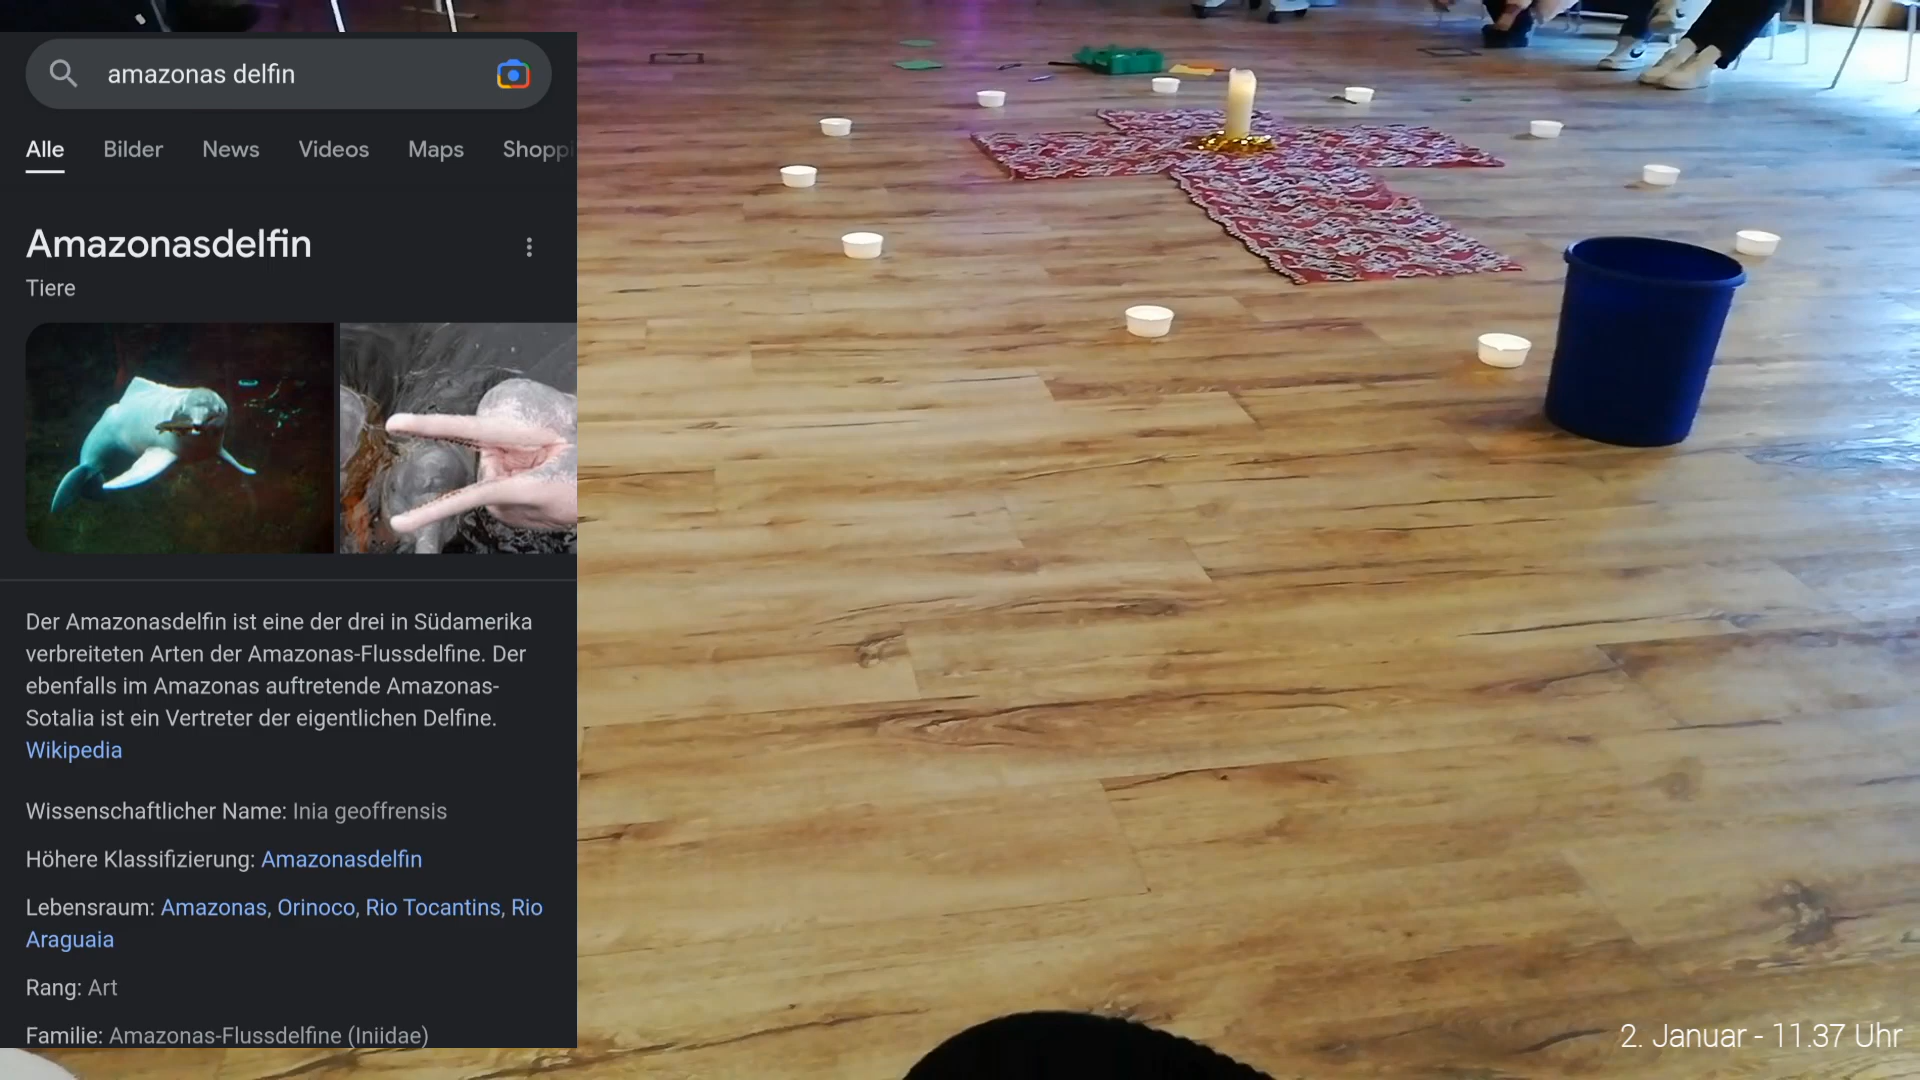 amazonas delfin
Alle Bilder News Videos Maps Shoppi
Amazonasdelfin
Tiere
Der Amazonasdelfin ist eine der drei in Südamerika
verbreiteten Arten der Amazonas-Flussdelfine. Der
ebenfalls im Amazonas auftretende Amazonas-
Sotalia ist ein Vertreter der eigentlichen Delfine.
Wikipedia
Wissenschaftlicher Name: Inia geoffrensis
Höhere Klassifizierung: Amazonasdelfin
Lebensraum: Amazonas, Orinoco, Rio Tocantins, Rio
Araguaia
Rang: Art
Familie: Amazonas-Flussdelfine (Iniidae)
2. Januar - 11.37 Uhr